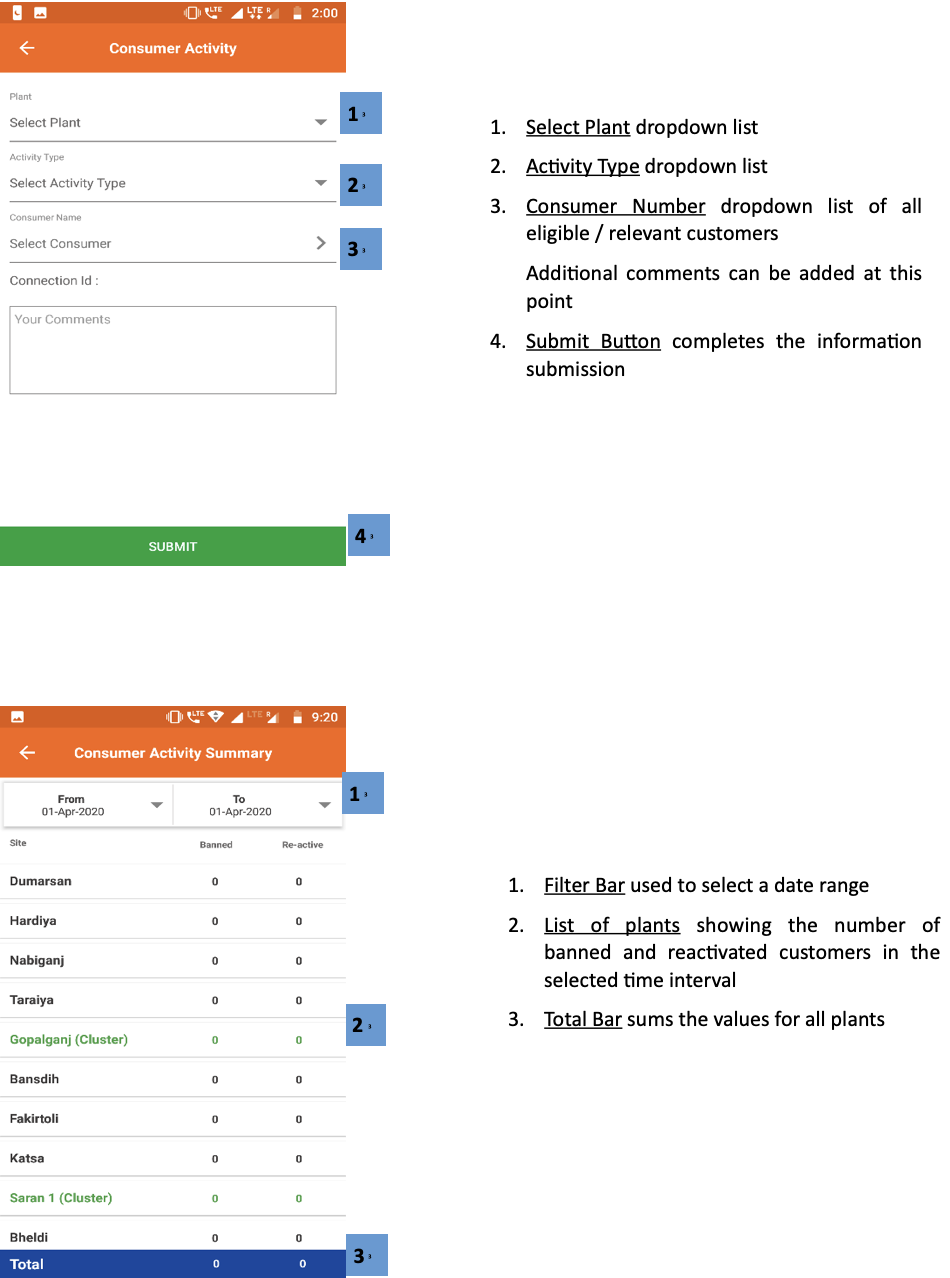 LTE LTE R 2:00
Consumer Activity
Plant
Select Plant
1
Activity Type
Select Activity Type
2
Consumer Name
Select Consumer
3
Connection Id :
Your Comments
SUBMIT
4
1. Select Plant dropdown list
2. Activity Type dropdown list
3. Consumer Number dropdown list of all
eligible / relevant customers
Additional comments can be added at this
point
4. Submit Button completes the information
submission
LTE LTE R 9:20
Consumer Activity Summary
From To
01-Apr-2020 01-Apr-2020
1
Site Banned Re-active
Dumarsan 0 0
Hardiya 0 0
Nabiganj 0 0
Taraiya 0 0
2
Gopalganj (Cluster) 0 0
Bansdih 0 0
Fakirtoli 0 0
Katsa 0 0
Saran 1 (Cluster) 0 0
Bheldi 0 0
Total 0 0
3
1. Filter Bar used to select a date range
2. List of plants showing the number of
banned and reactivated customers in the
selected time interval
3. Total Bar sums the values for all plants